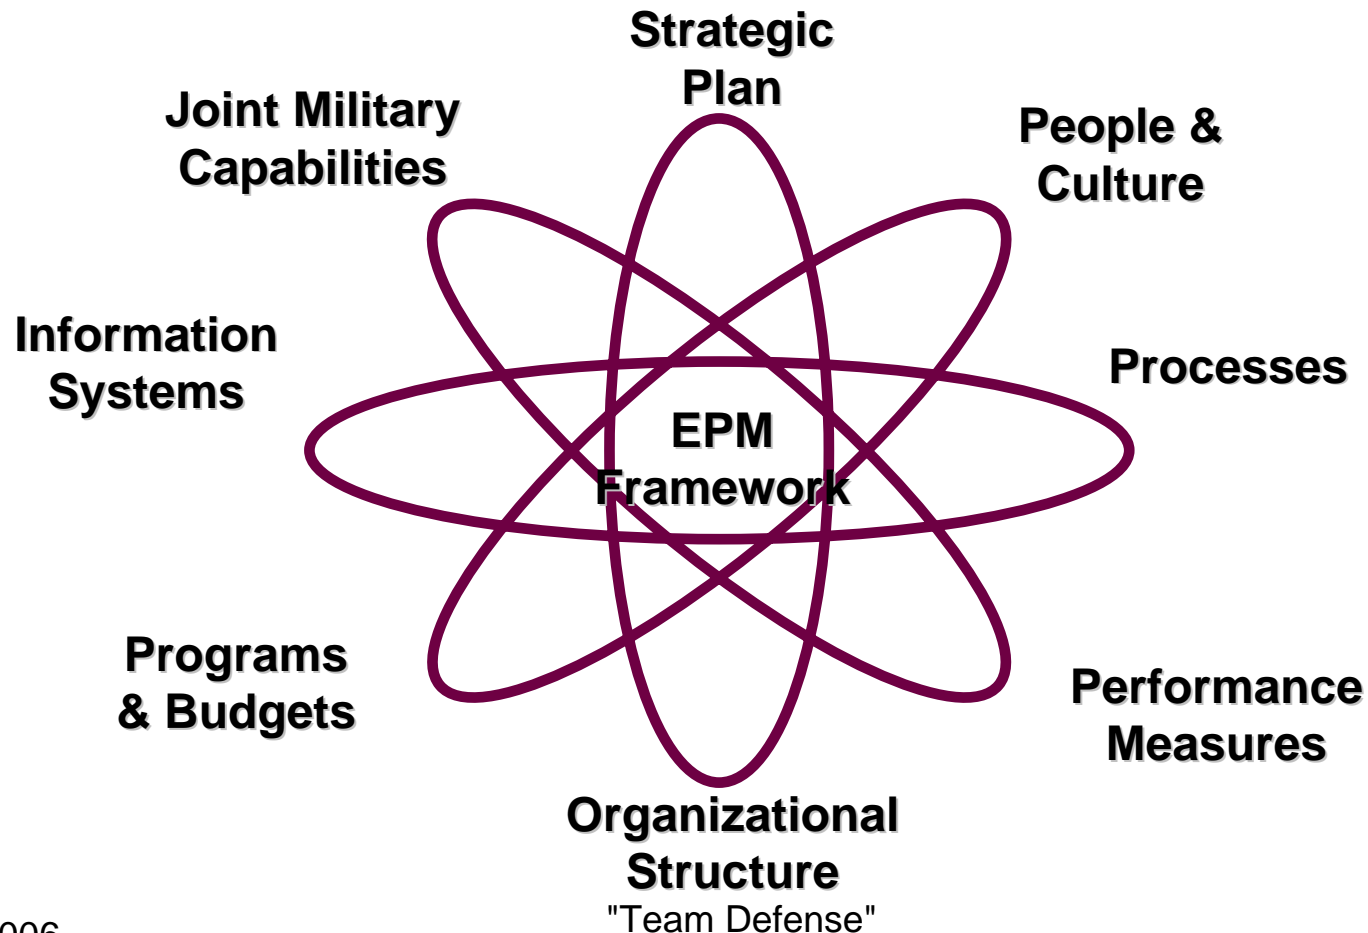 Strategic
Plan
Joint Military
Capabilities
People &
Culture
Information
Systems
Processes
EPM
Framework
Programs
& Budgets
Performance
Measures
Organizational
Structure
"Team Defense"